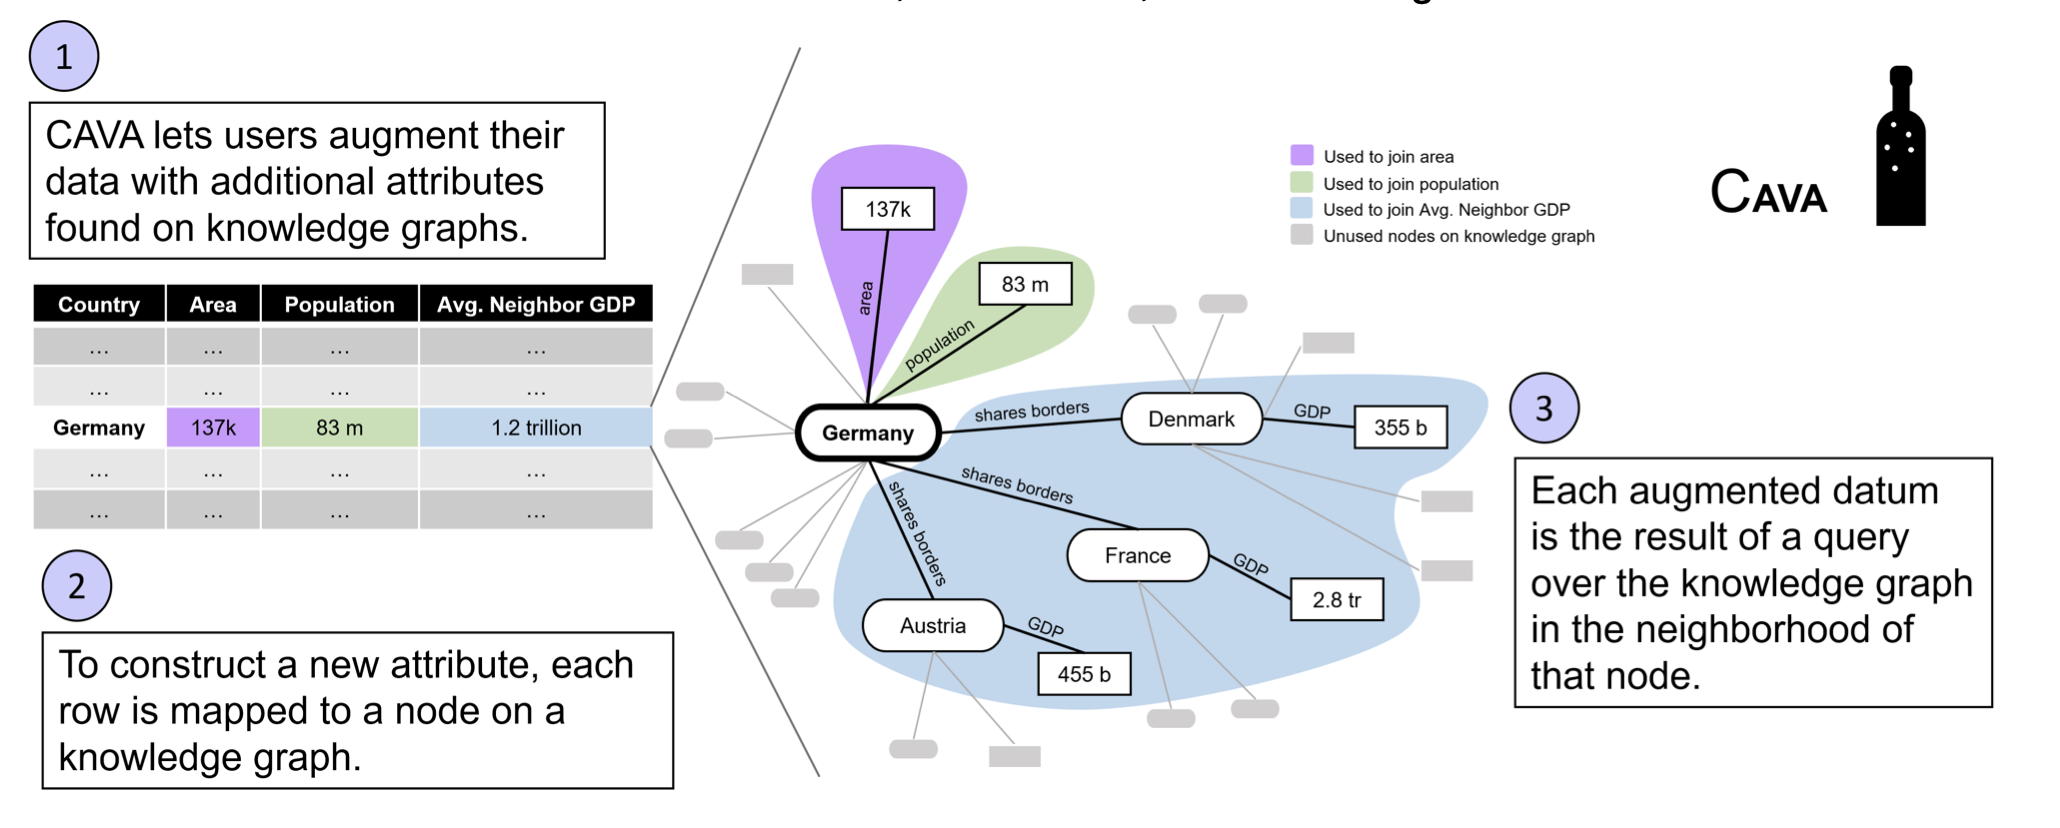 1
CAVA lets users augment their
data with additional attributes
found on knowledge graphs.
Country Area Population Avg. Neighbor GDP
... ... ... ...
... ... ... ...
Germany 137k 83 m 1.2 trillion
... ... ... ...
... ... ... ...
2
To construct a new attribute, each
row is mapped to a node on a
knowledge graph.
137k
area
83 m
population
Germany
shares borders
Denmark
GDP
355 b
shares borders
France
GDP
2.8 tr
shares borders
Austria
GDP
455 b
Used to join area
Used to join population
Used to join Avg. Neighbor GDP
Unused nodes on knowledge graph
CAVA
3
Each augmented datum
is the result of a query
over the knowledge graph
in the neighborhood of
that node.